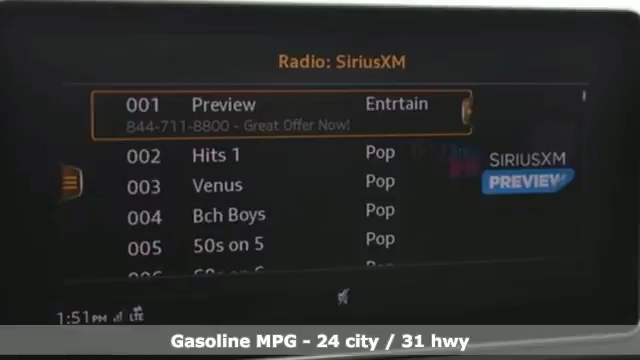 Radio: SiriusXM
001 Preview Entrtain
844-711-8800 - Great Offer Now!
002 Hits 1 Pop
003 Venus Pop
SIRIUSXM
PREVIEW
004 Bch Boys Pop
005 50s on 5 Pop
1:51PM LTE
Gasoline MPG - 24 city / 31 hwy